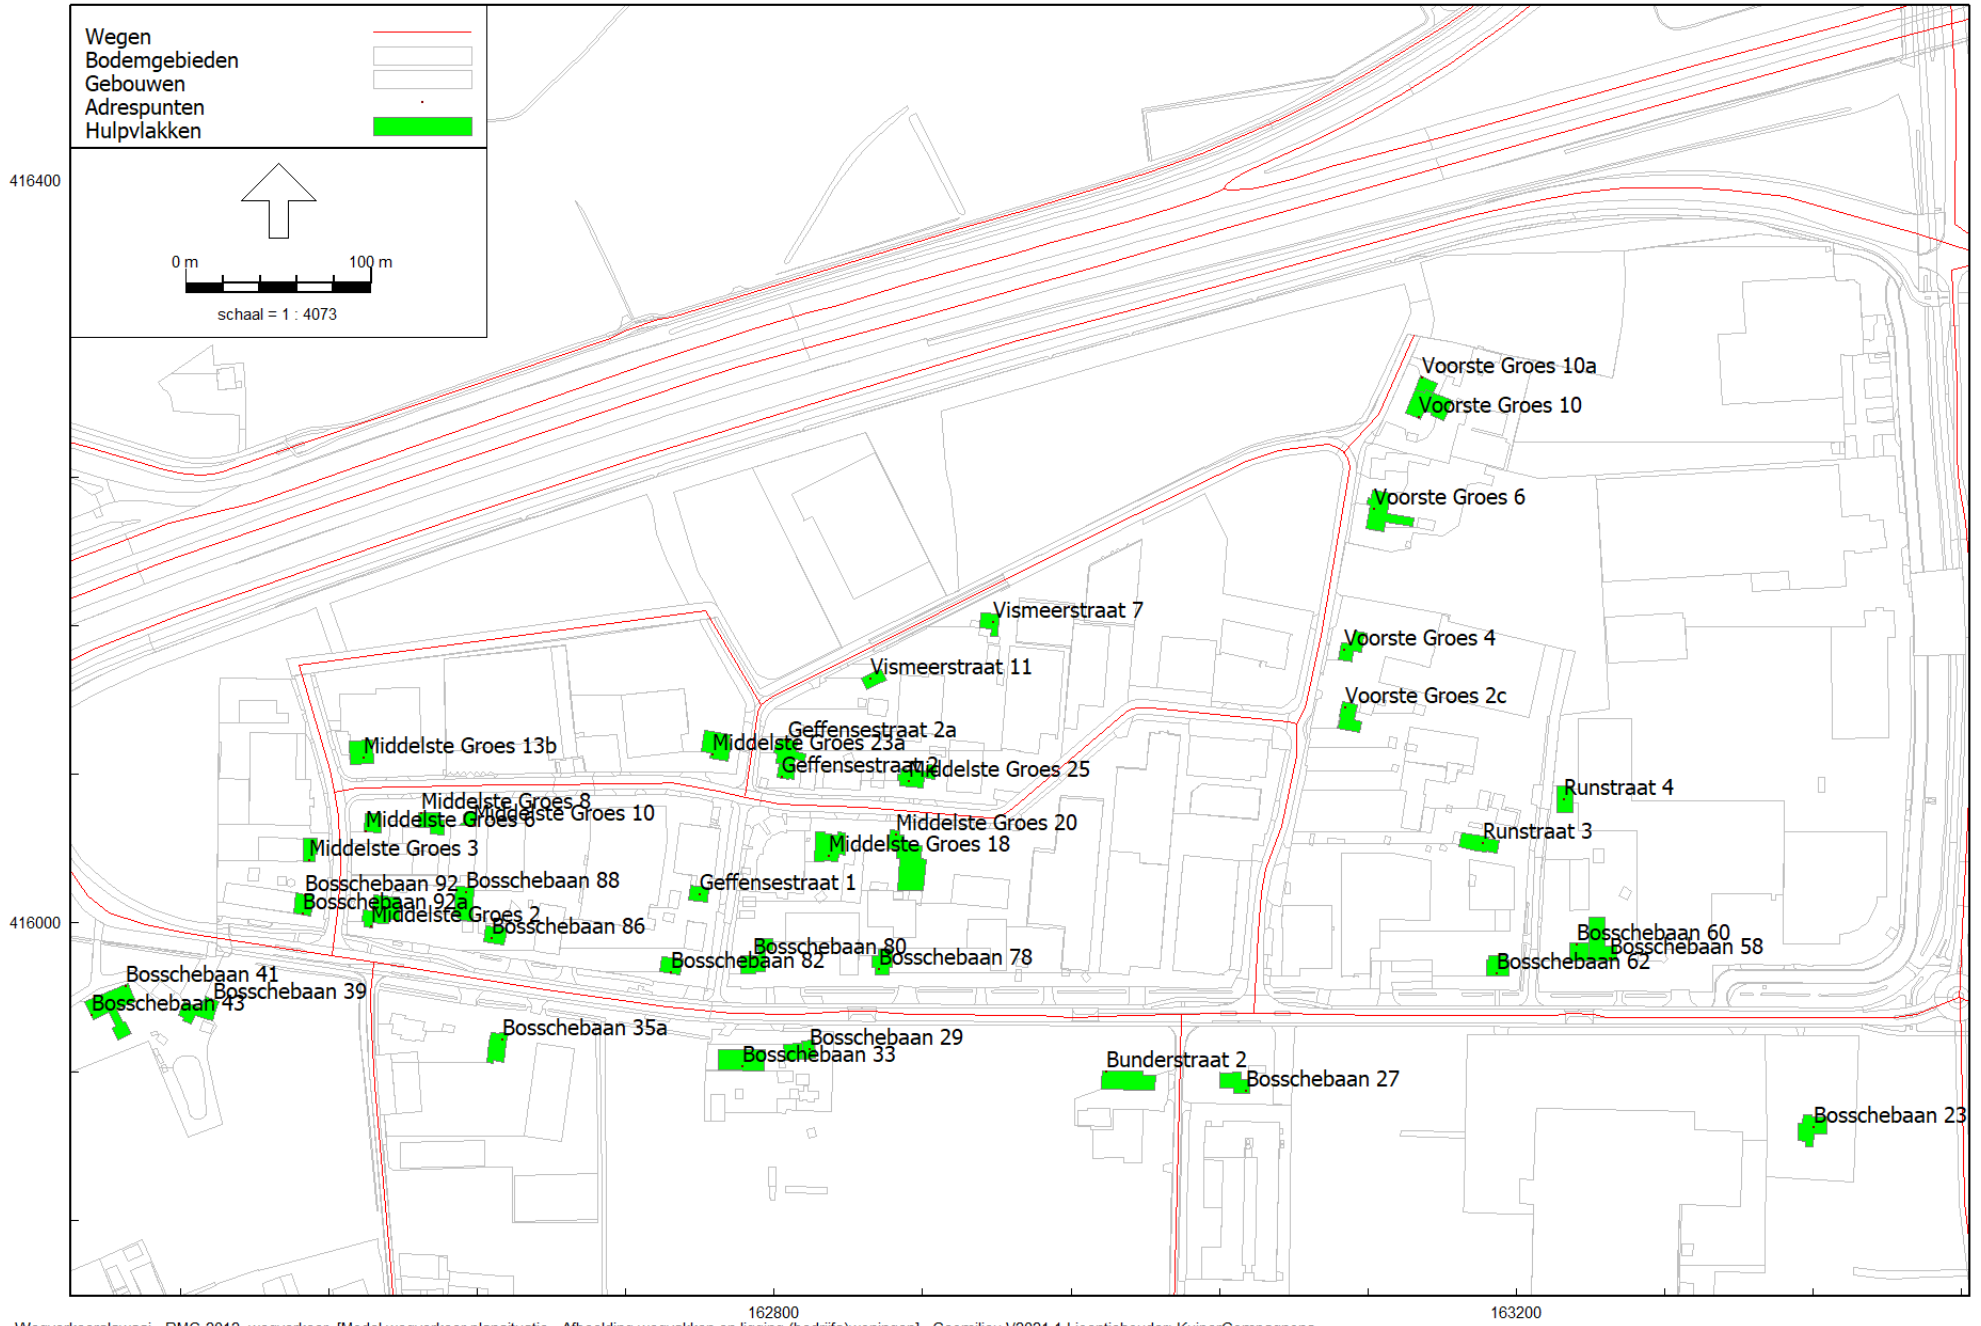 Wegen
Bodemgebieden
Gebouwen
Adrespunten
Hulpvlakken
416400
0 m 100 m
schaal = 1 : 4073
Voorste Groes 10a
Voorste Groes 10
Voorste Groes 6
Vismeerstraat 7
Voorste Groes 4
Vismeerstraat 11
Voorste Groes 2c
Geffensestraat 2a
Middelste Groes 23a
Middelste Groes 13b
Geffensestraat 2
Middelste Groes 25
Runstraat 4
Middelste Groes 8
Middelste Groes 10
Middelste Groes 6
Middelste Groes 20
Runstraat 3
Middelste Groes 18
Middelste Groes 3
Bosschebaan 92
Bosschebaan 88
Geffensestraat 1
Bosschebaan 92a
Middelste Groes 2
416000
Bosschebaan 86
Bosschebaan 60
Bosschebaan 80
Bosschebaan 58
Bosschebaan 82
Bosschebaan 78
Bosschebaan 62
Bosschebaan 41
Bosschebaan 39
Bosschebaan 43
Bosschebaan 35a
Bosschebaan 29
Bosschebaan 33
Bunderstraat 2
Bosschebaan 27
Bosschebaan 23
162800
163200